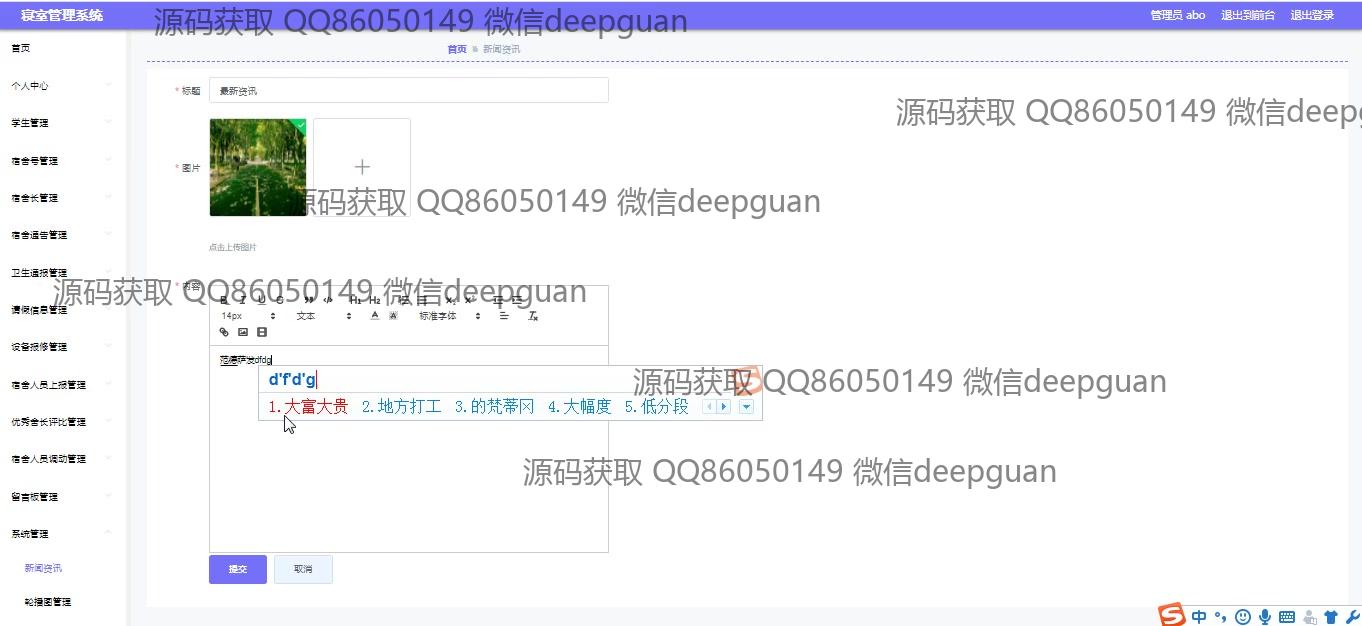 寝室管理系统
管理员 abo 退出到前台 退出登录
源码获取 QQ86050149 微信deepguan
首页
个人中心
学生管理
宿舍号管理
宿舍长管理
宿舍通告管理
卫生通报管理
请假信息管理
设备报修管理
宿舍人员上报管理
优秀舍长评比管理
宿舍人员调动管理
留言板管理
系统管理
新闻资讯
轮播图管理
首页 新闻资讯
* 标题 最新资讯
源码获取 QQ86050149 微信deepg
* 图片
源码获取 QQ86050149 微信deepguan
点击上传图片
* 内容
源码获取 QQ86050149 微信deepguan
B I U S H1 H2 X₂ X²
14px 文本 A 标准字体
范德萨发dfdg
d'f'd'g
1.大富大贵 2.地方打工 3.的梵蒂冈 4.大幅度 5.低分段
源码获取 QQ86050149 微信deepguan
源码获取 QQ86050149 微信deepguan
提交 取消
中